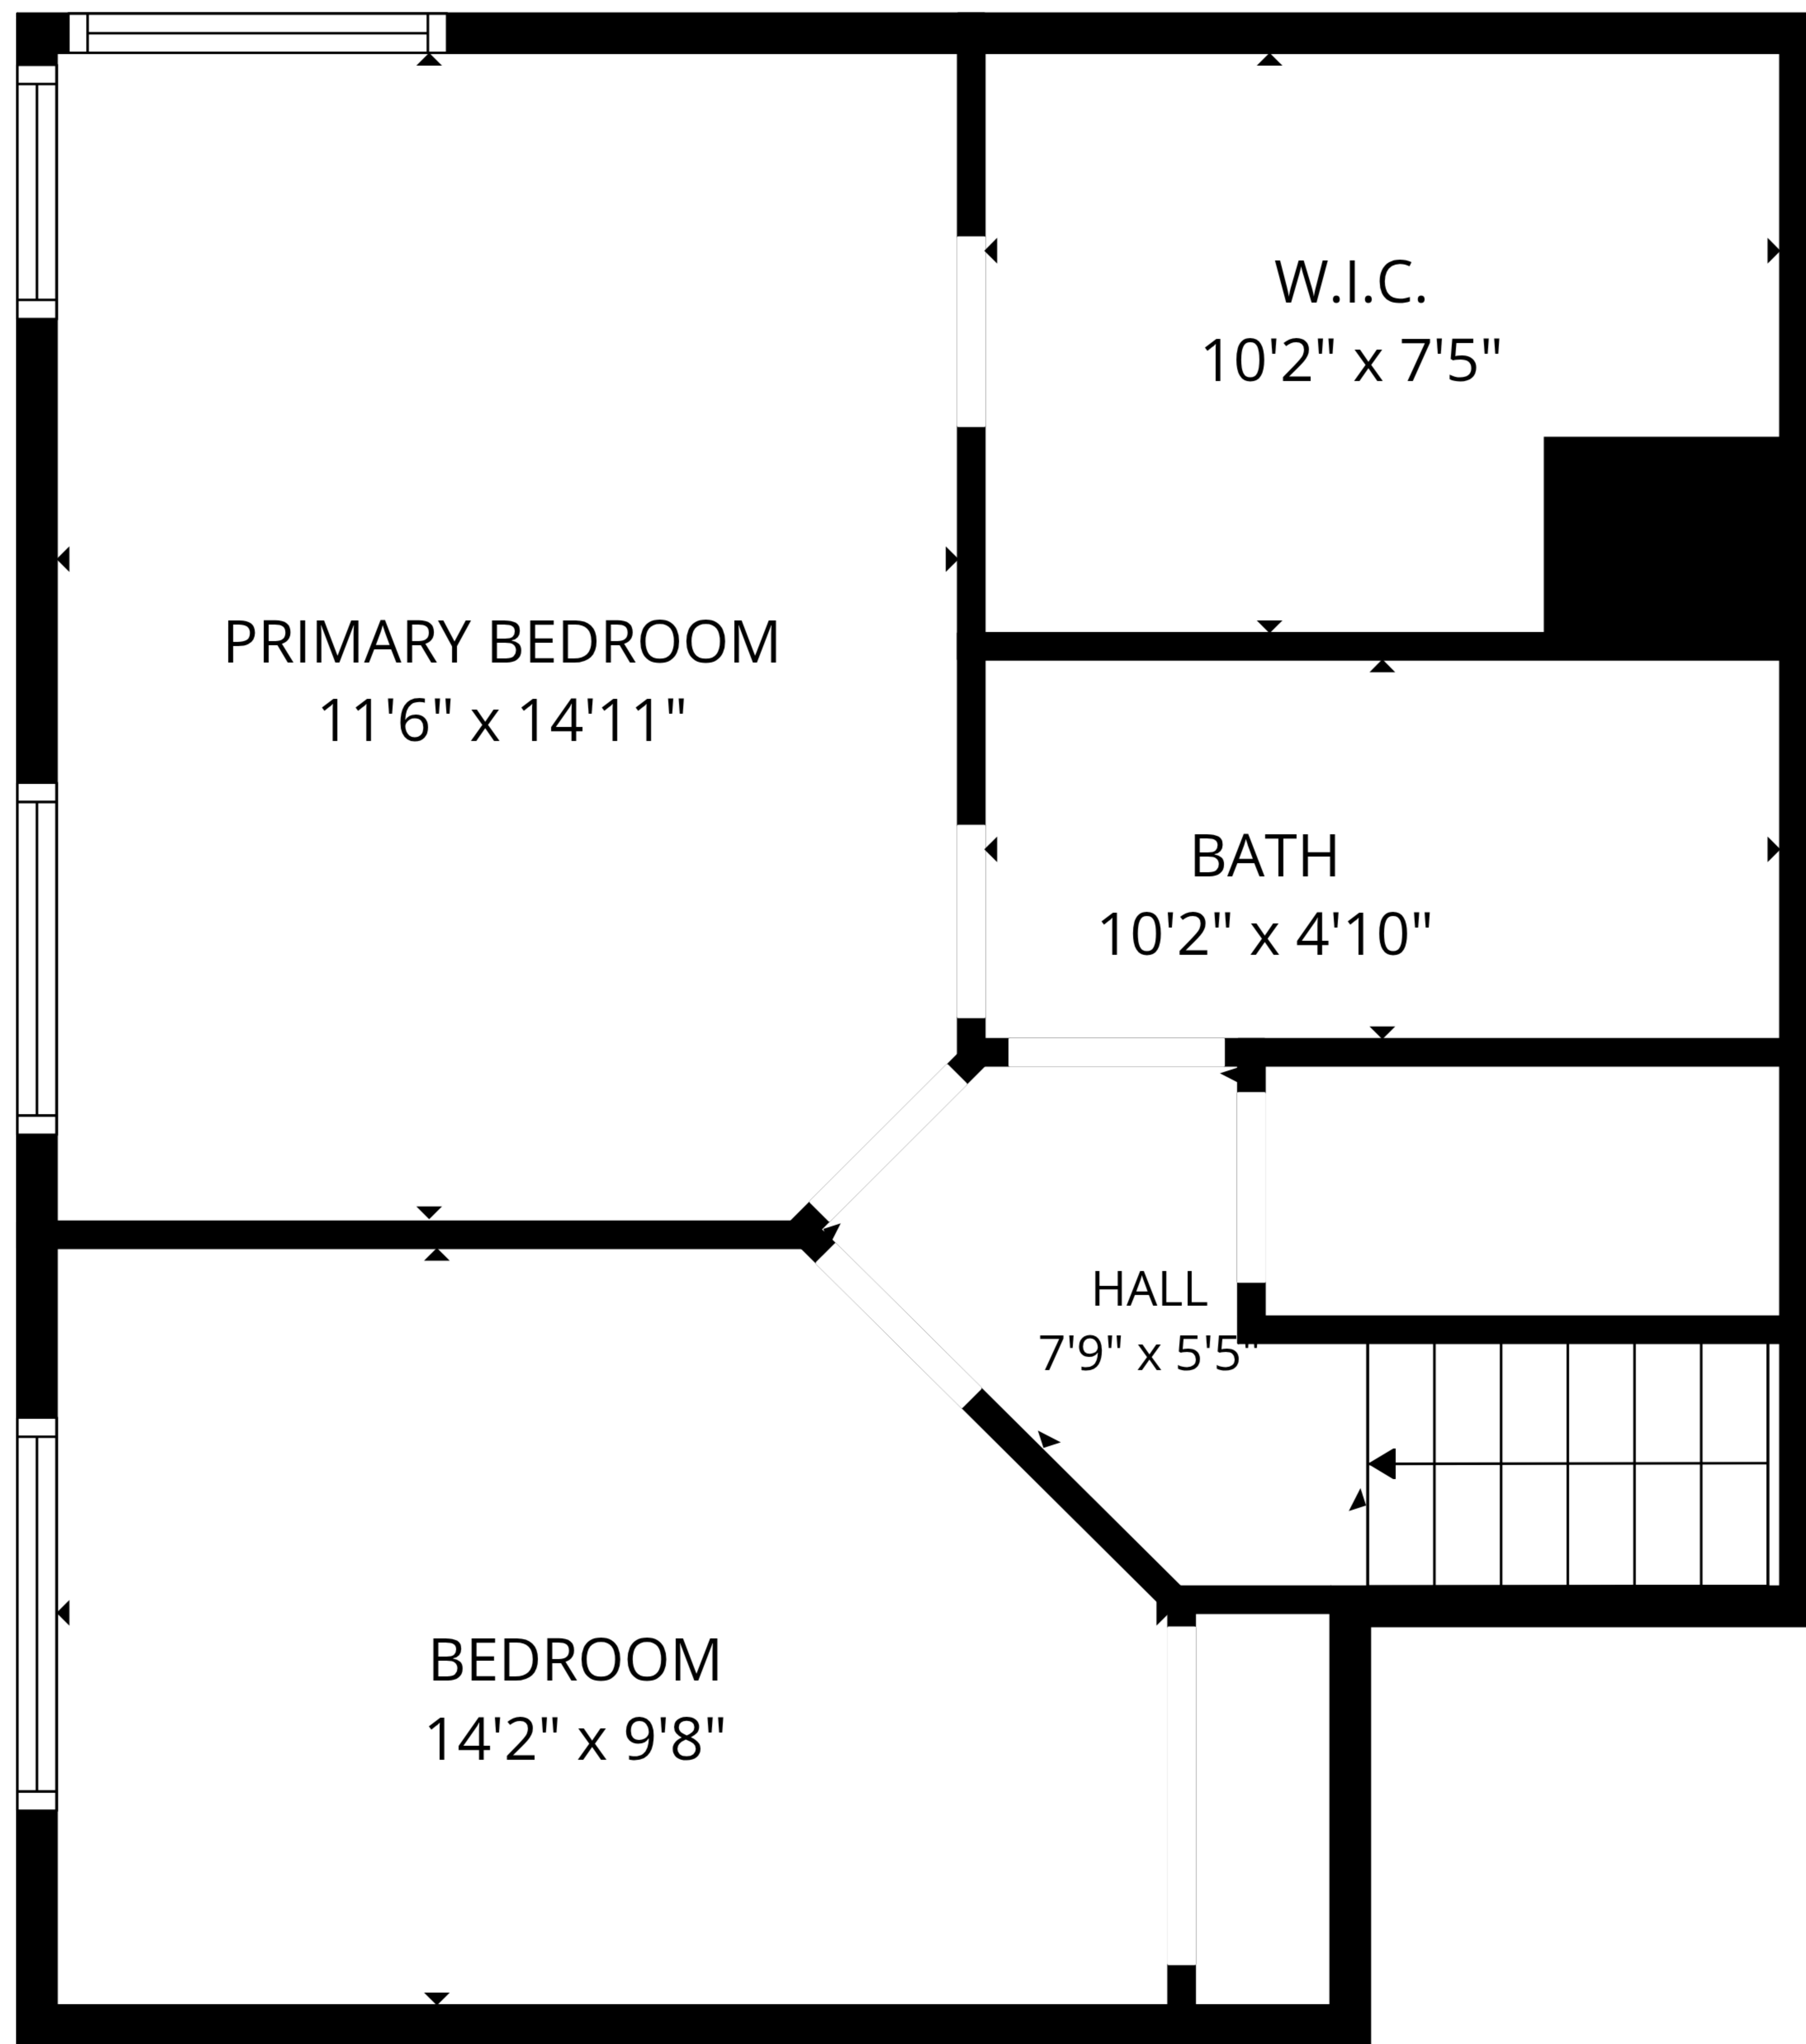 W.I.C.
10'2" x 7'5"
PRIMARY BEDROOM
11'6" x 14'11"
BATH
10'2" x 4'10"
HALL
7'9" x 5'5"
BEDROOM
14'2" x 9'8"